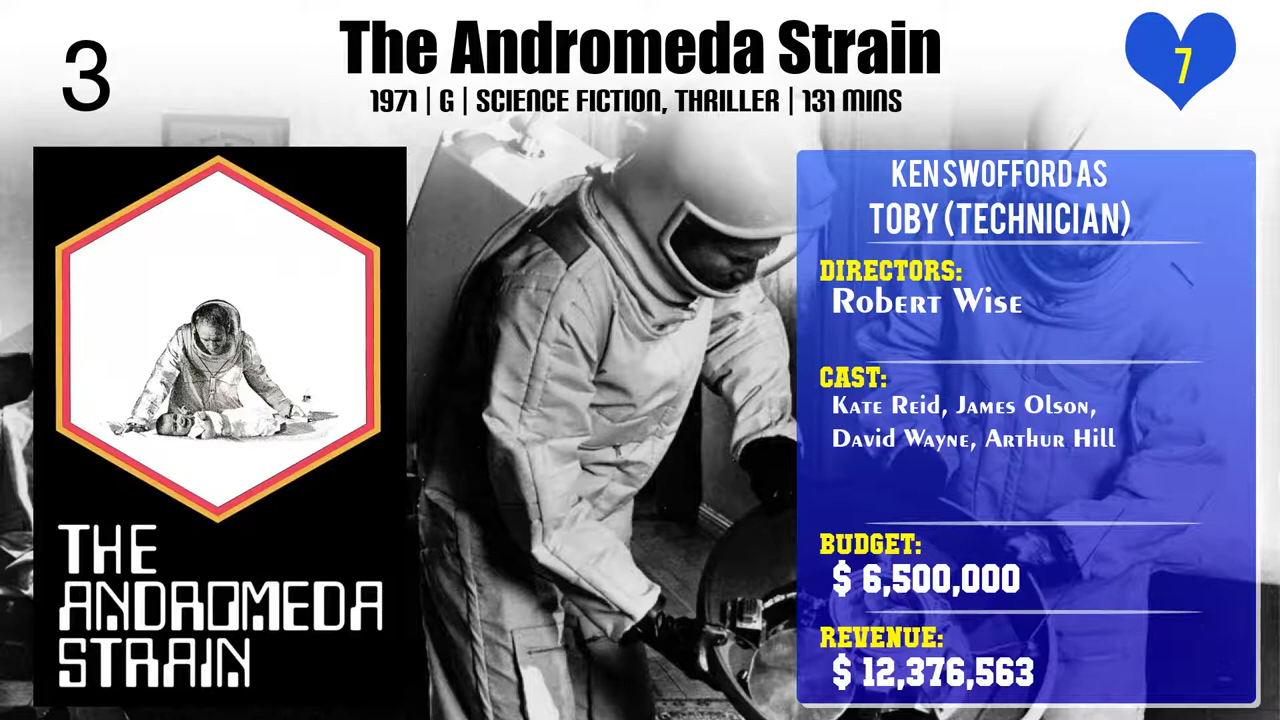 3
The Andromeda Strain
7
1971 | G | SCIENCE FICTION, THRILLER | 131 MINS
THE
ANDROMEDA
STRAIN
KEN SWOFFORD AS
TOBY (TECHNICIAN)
DIRECTORS:
Robert Wise
CAST:
Kate Reid, James Olson,
David Wayne, Arthur Hill
BUDGET:
$ 6,500,000
REVENUE:
$ 12,376,563